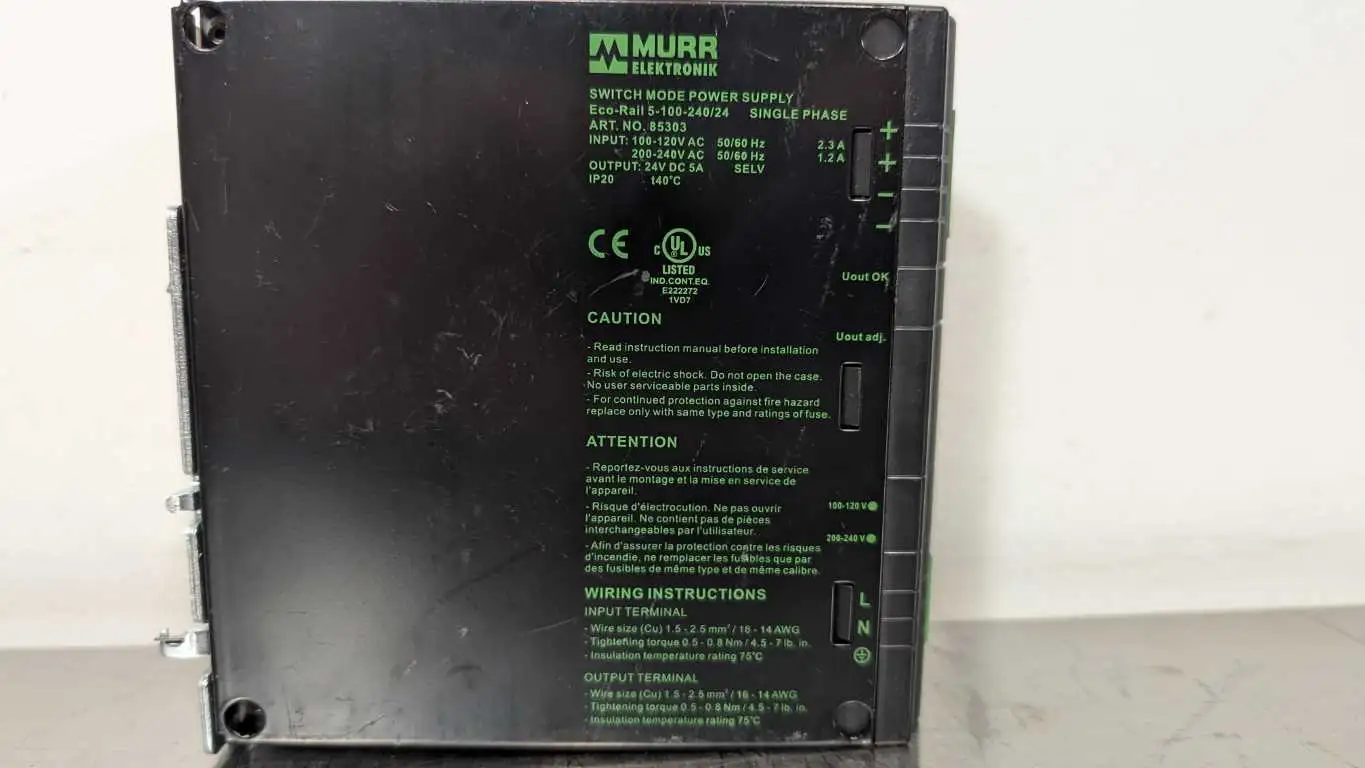 MURR
ELEKTRONIK
SWITCH MODE POWER SUPPLY
Eco-Rail 5-100-240/24 SINGLE PHASE
ART. NO. 85303
INPUT: 100-120V AC 50/60 Hz 2.3 A
200-240V AC 50/60 Hz 1.2 A
OUTPUT: 24V DC 5A SELV
IP20 t40°C
+
+
−
−
CE
C UL US
LISTED
IND.CONT.EQ.
E222272
1VD7
Uout OK
CAUTION
Uout adj.
- Read instruction manual before installation
and use.
- Risk of electric shock. Do not open the case.
No user serviceable parts inside.
- For continued protection against fire hazard
replace only with same type and ratings of fuse.
ATTENTION
- Reportez-vous aux instructions de service
avant le montage et la mise en service de
l'appareil.
- Risque d'électrocution. Ne pas ouvrir
l'appareil. Ne contient pas de pièces
interchangeables par l'utilisateur.
- Afin d'assurer la protection contre les risques
d'incendie, ne remplacer les fusibles que par
des fusibles de même type et de même calibre.
100-120 V
200-240 V
WIRING INSTRUCTIONS
INPUT TERMINAL
- Wire size (Cu) 1.5 - 2.5 mm² / 16 - 14 AWG
- Tightening torque 0.5 - 0.8 Nm / 4.5 - 7 lb. in.
- Insulation temperature rating 75°C
L
N
OUTPUT TERMINAL
- Wire size (Cu) 1.5 - 2.5 mm² / 16 - 14 AWG
- Tightening torque 0.5 - 0.8 Nm / 4.5 - 7 lb. in.
- Insulation temperature rating 75°C